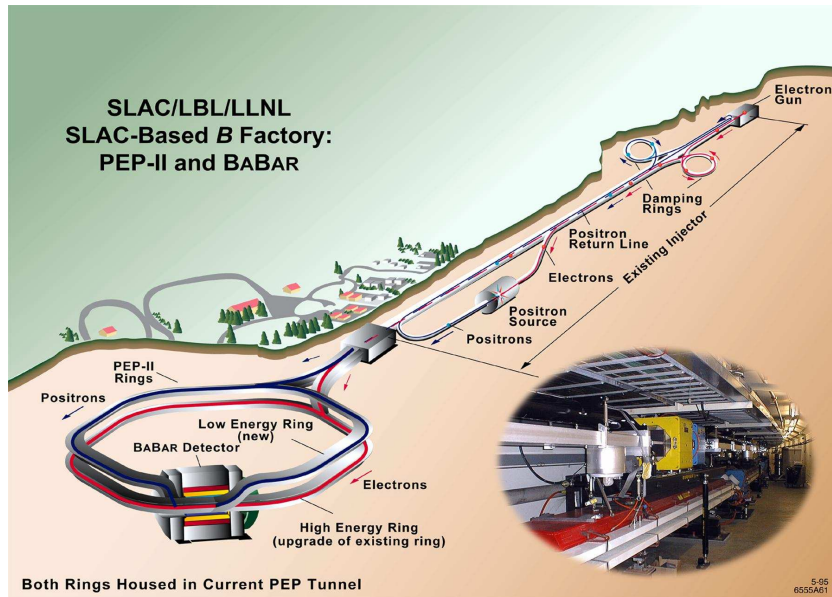 SLAC/LBL/LLNL
SLAC-Based B Factory:
PEP-II and BABAR
Electron
Gun
Damping
Rings
Positron
Return Line
Existing Injector
Electrons
Positron
Source
Positrons
PEP-II
Rings
Positrons
Low Energy Ring
(new)
BABAR Detector
Electrons
High Energy Ring
(upgrade of existing ring)
Both Rings Housed in Current PEP Tunnel
5-95
6555A61